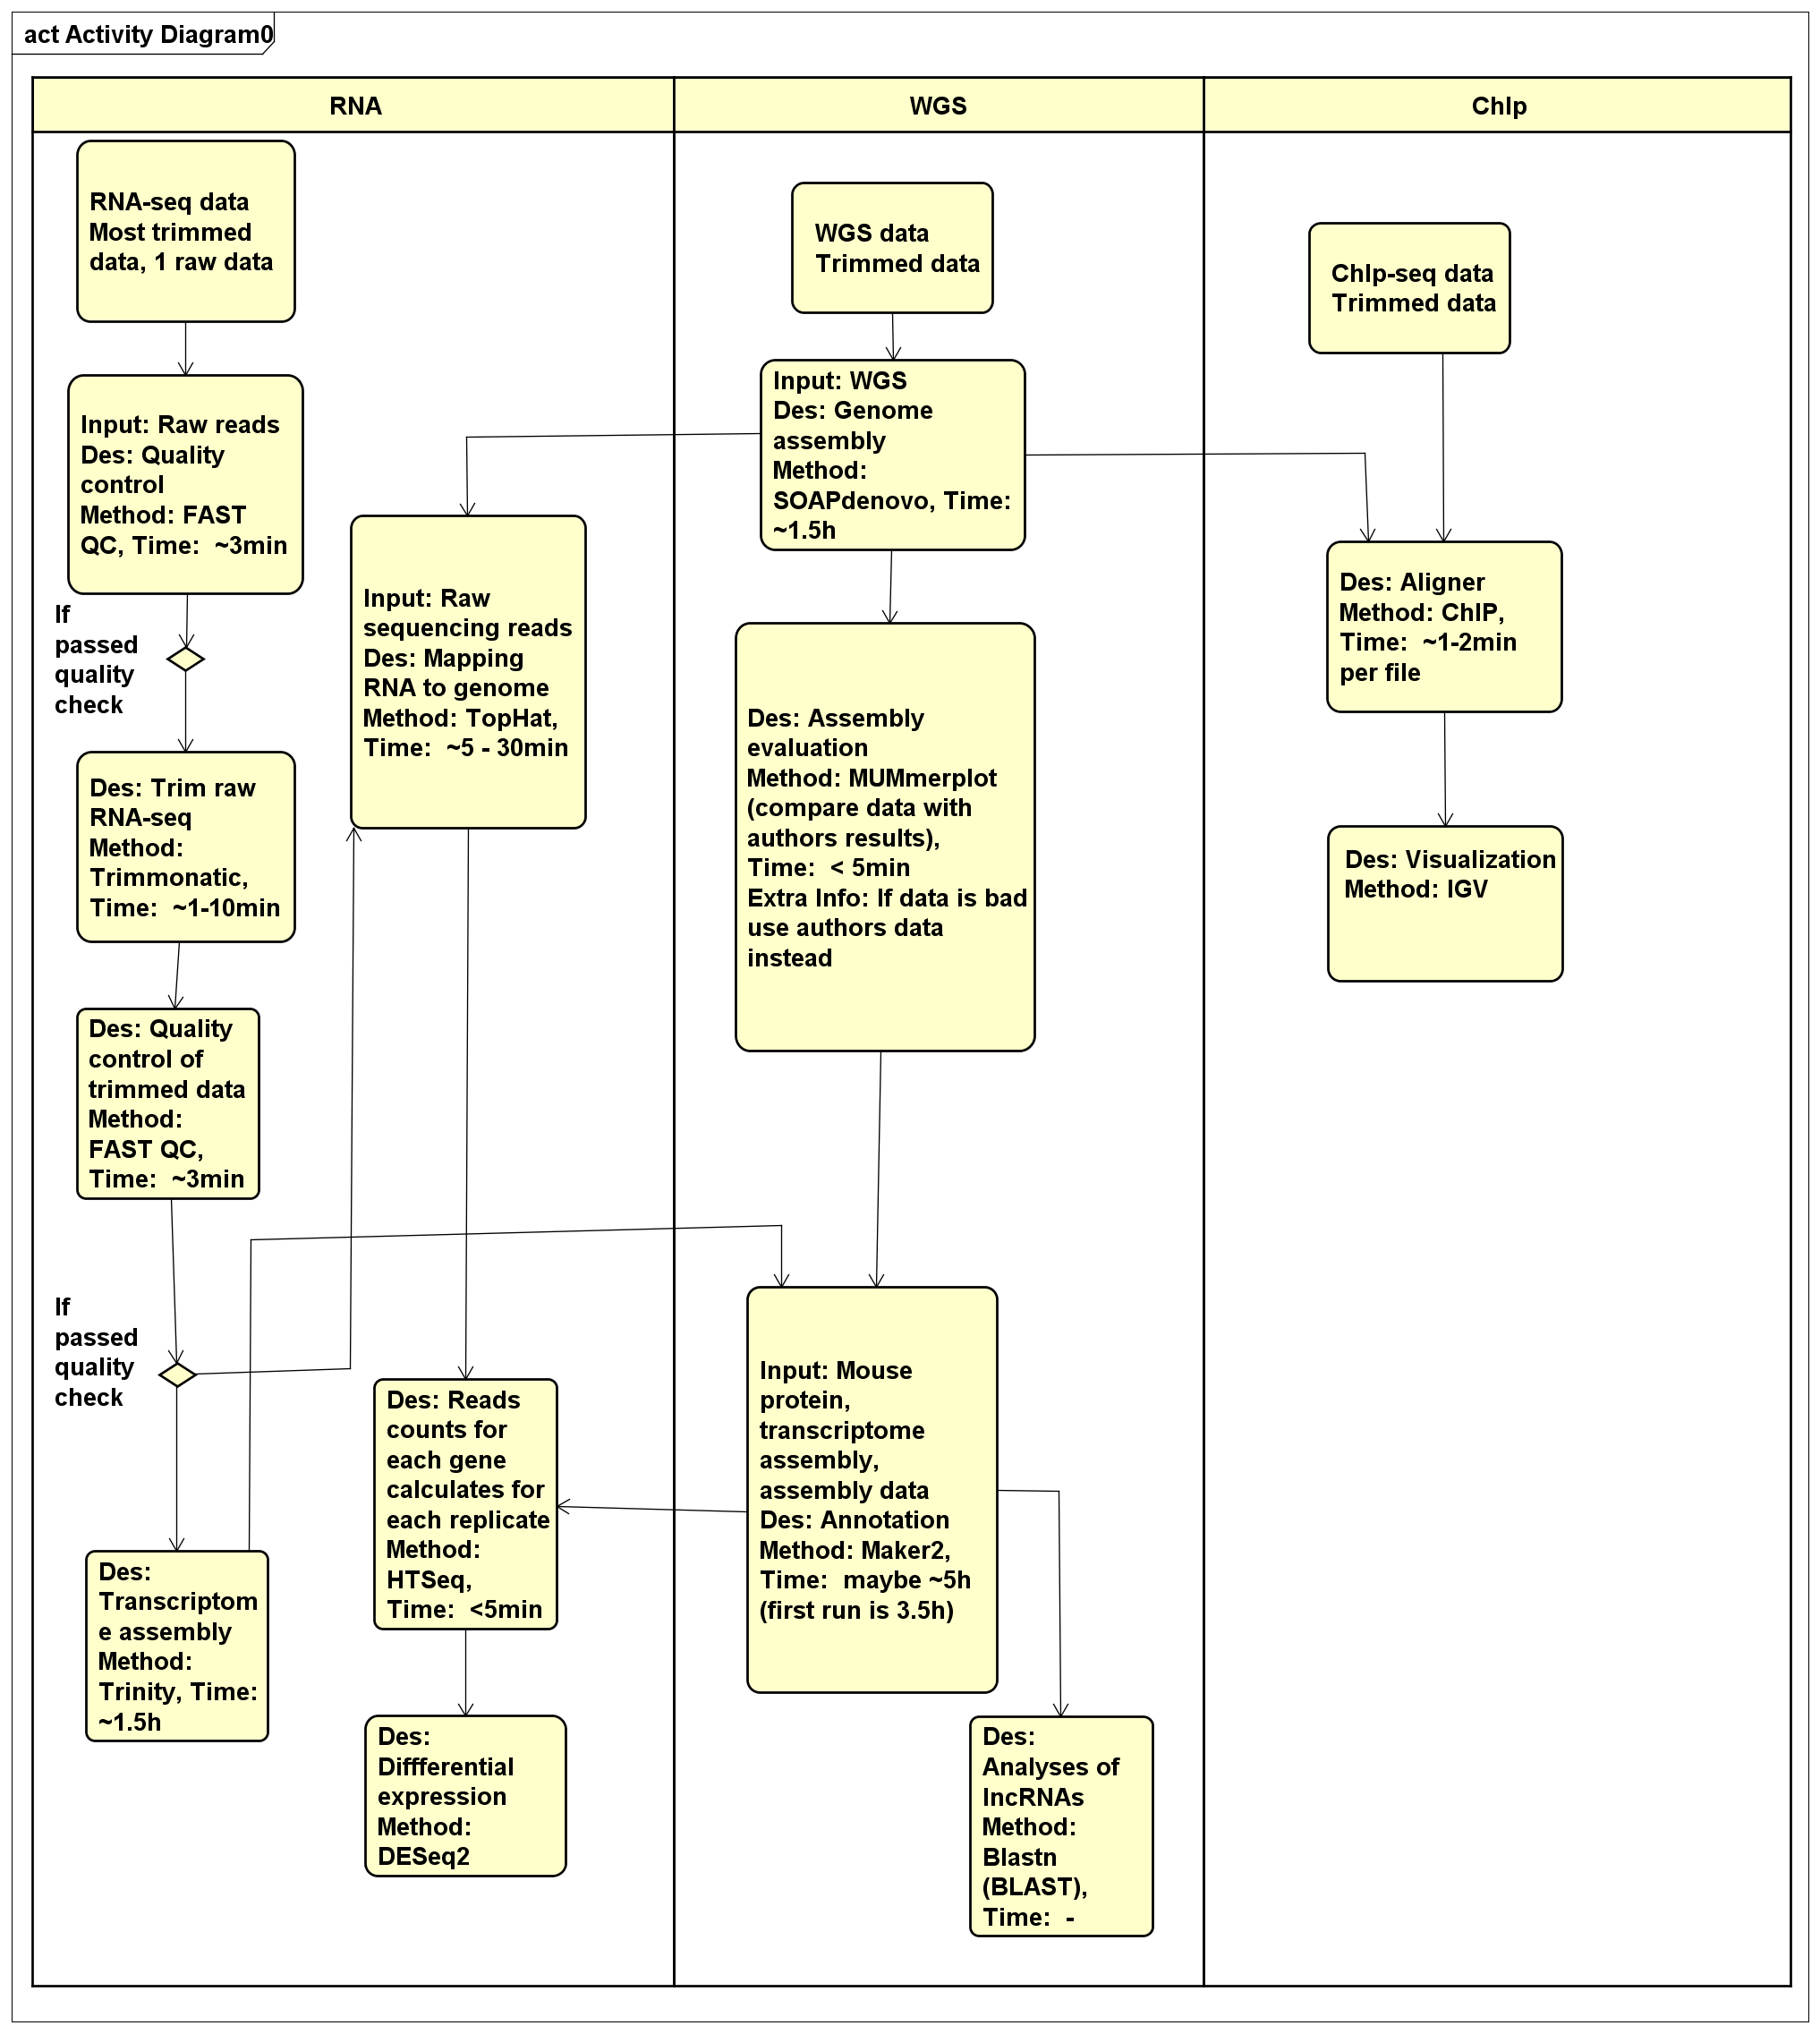 act Activity Diagram0
RNA
WGS
ChIp
RNA-seq data
Most trimmed
data, 1 raw data
Input: Raw reads
Des: Quality
control
Method: FAST
QC, Time:  ~3min
If
passed
quality
check
Des: Trim raw
RNA-seq
Method:
Trimmonatic,
Time:  ~1-10min
Des: Quality
control of
trimmed data
Method:
FAST QC,
Time:  ~3min
If
passed
quality
check
Des:
Transcriptom
e assembly
Method:
Trinity, Time:
~1.5h
Input: Raw
sequencing reads
Des: Mapping
RNA to genome
Method: TopHat,
Time:  ~5 - 30min
Des: Reads
counts for
each gene
calculates for
each replicate
Method:
HTSeq,
Time:  <5min
Des:
Diffferential
expression
Method:
DESeq2
WGS data
Trimmed data
Input: WGS
Des: Genome
assembly
Method:
SOAPdenovo, Time:
~1.5h
Des: Assembly
evaluation
Method: MUMmerplot
(compare data with
authors results),
Time:  < 5min
Extra Info: If data is bad
use authors data
instead
Input: Mouse
protein,
transcriptome
assembly,
assembly data
Des: Annotation
Method: Maker2,
Time:  maybe ~5h
(first run is 3.5h)
Des:
Analyses of
lncRNAs
Method:
Blastn
(BLAST),
Time:  -
ChIp-seq data
Trimmed data
Des: Aligner
Method: ChIP,
Time:  ~1-2min
per file
Des: Visualization
Method: IGV